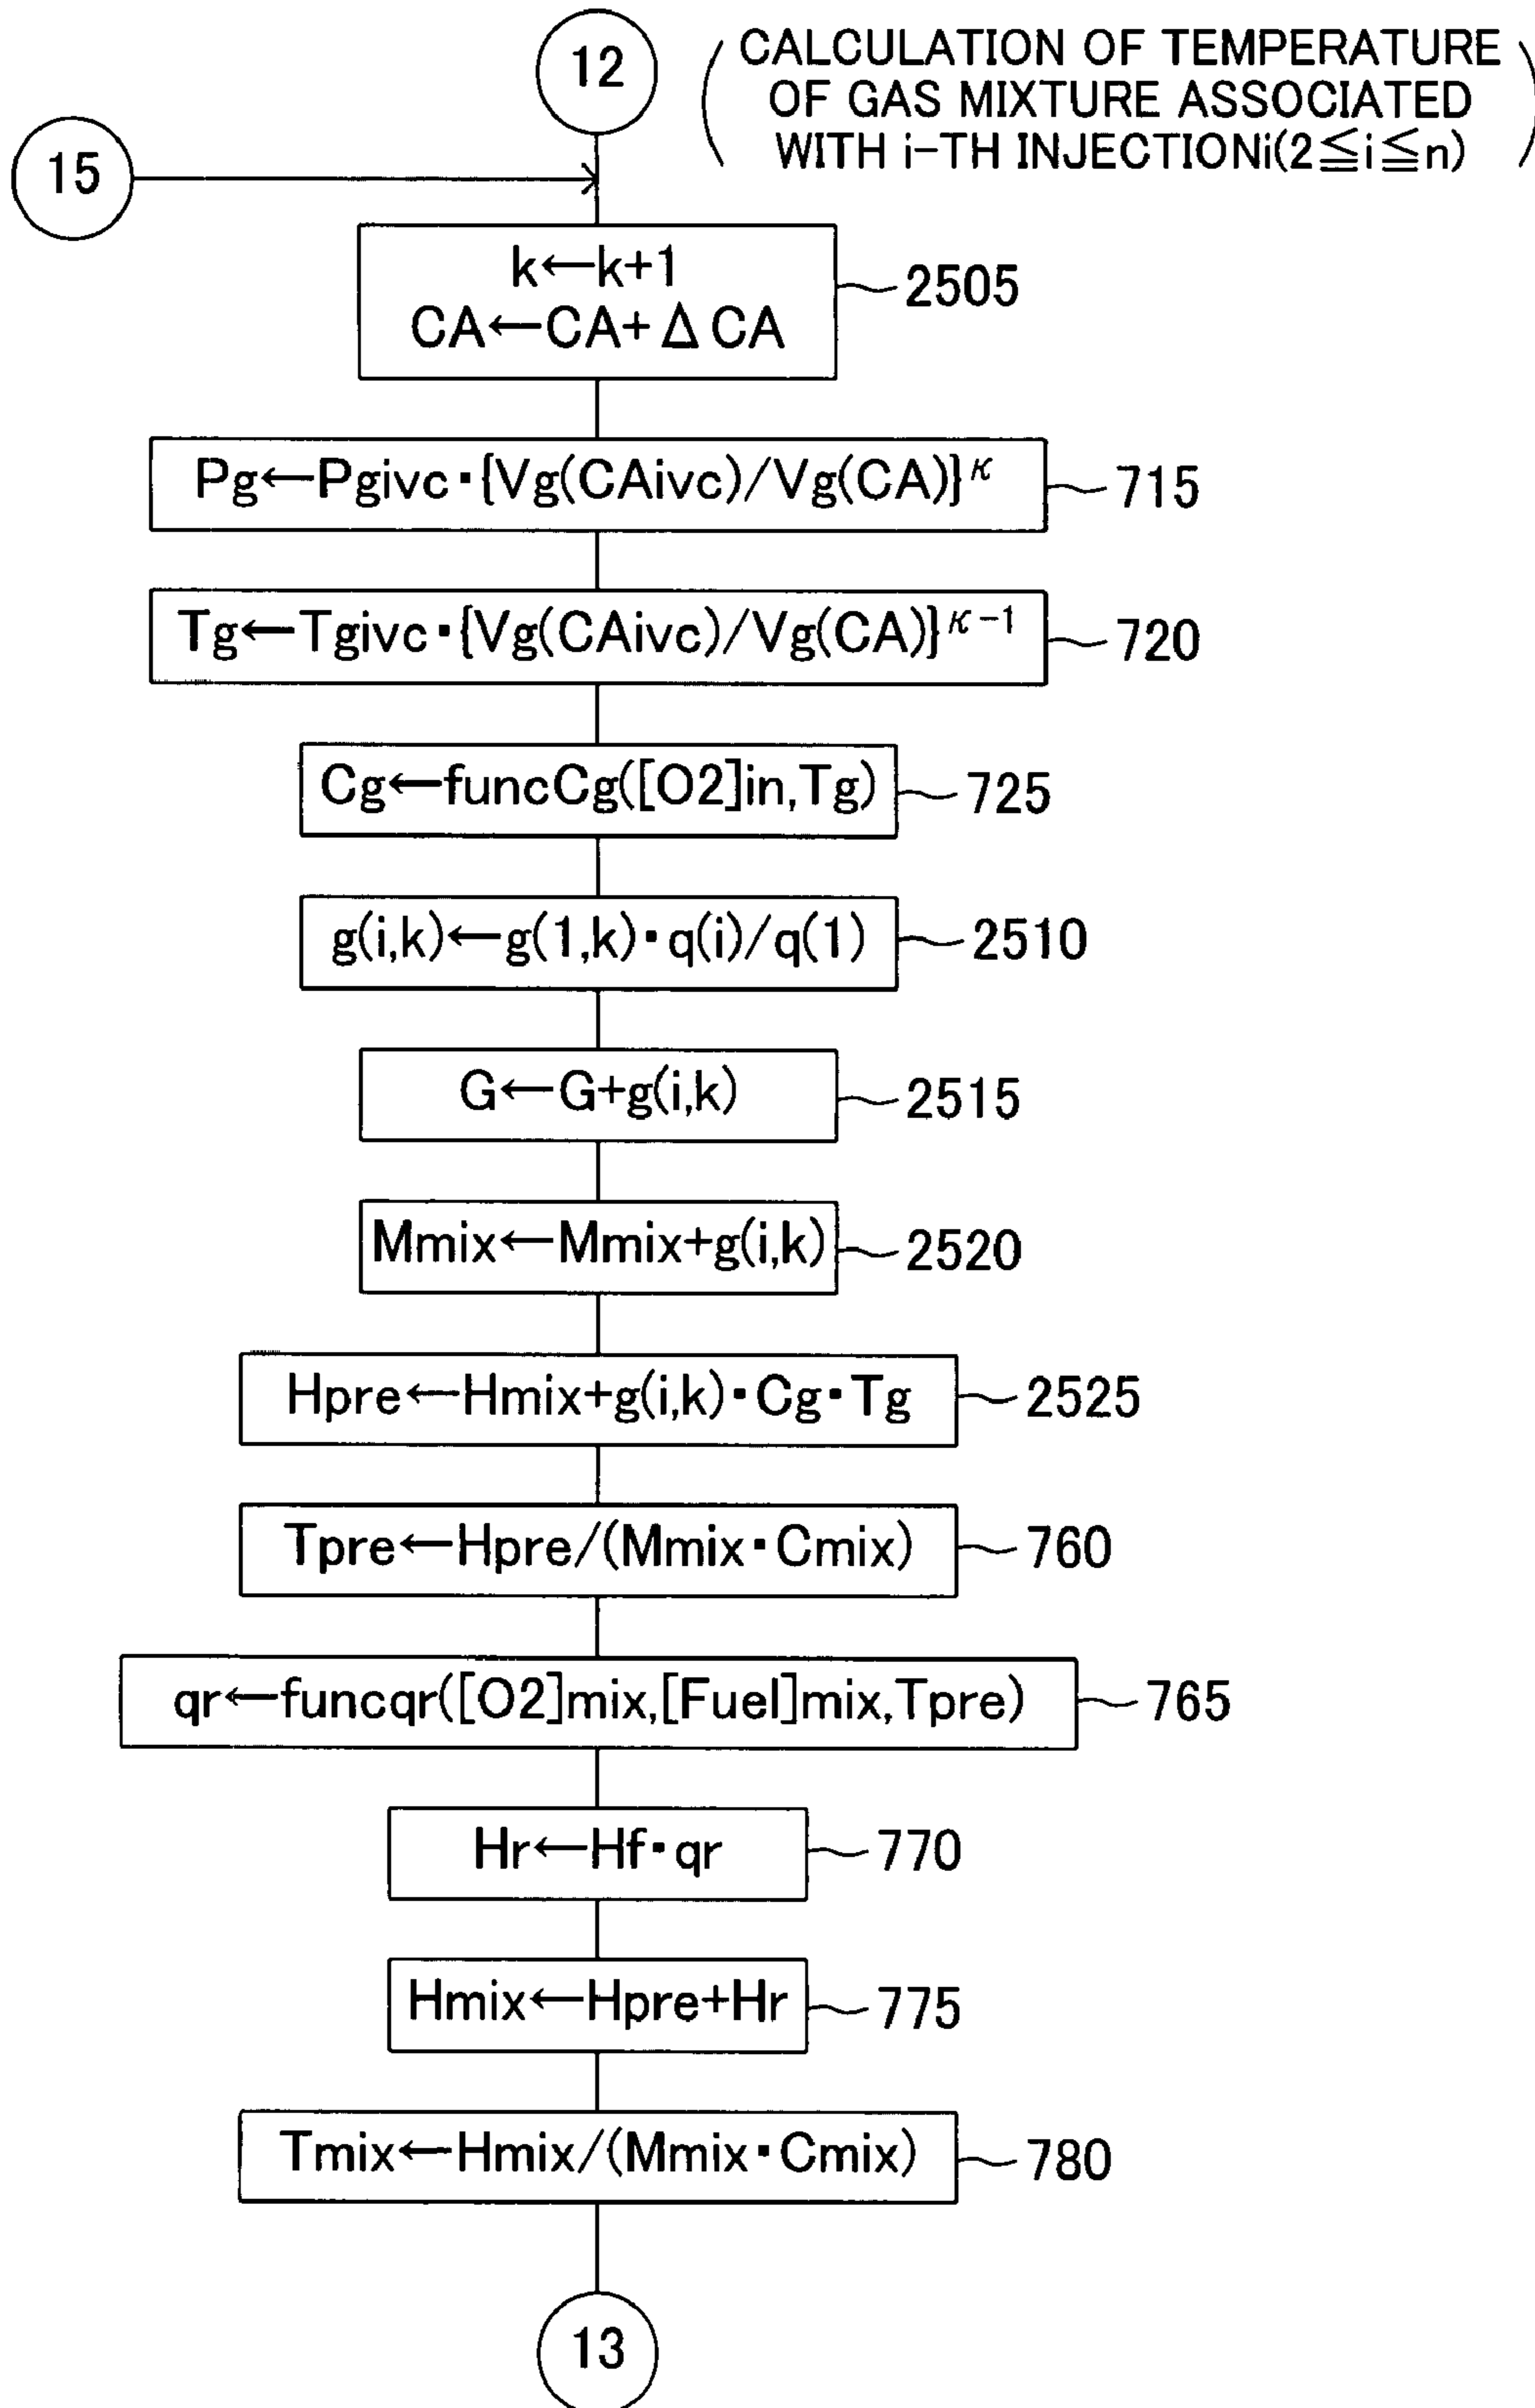 12
CALCULATION OF TEMPERATURE
OF GAS MIXTURE ASSOCIATED
WITH i-TH INJECTIONi(2≦i≦n)
15
k←k+1
CA←CA+ΔCA
2505
Pg←Pgivc·{Vg(CAivc)/Vg(CA)}^κ
715
Tg←Tgivc·{Vg(CAivc)/Vg(CA)}^κ-1
720
Cg←funcCg([O2]in,Tg)
725
g(i,k)←g(1,k)·q(i)/q(1)
2510
G←G+g(i,k)
2515
Mmix←Mmix+g(i,k)
2520
Hpre←Hmix+g(i,k)·Cg·Tg
2525
Tpre←Hpre/(Mmix·Cmix)
760
qr←funcqr([O2]mix,[Fuel]mix,Tpre)
765
Hr←Hf·qr
770
Hmix←Hpre+Hr
775
Tmix←Hmix/(Mmix·Cmix)
780
13